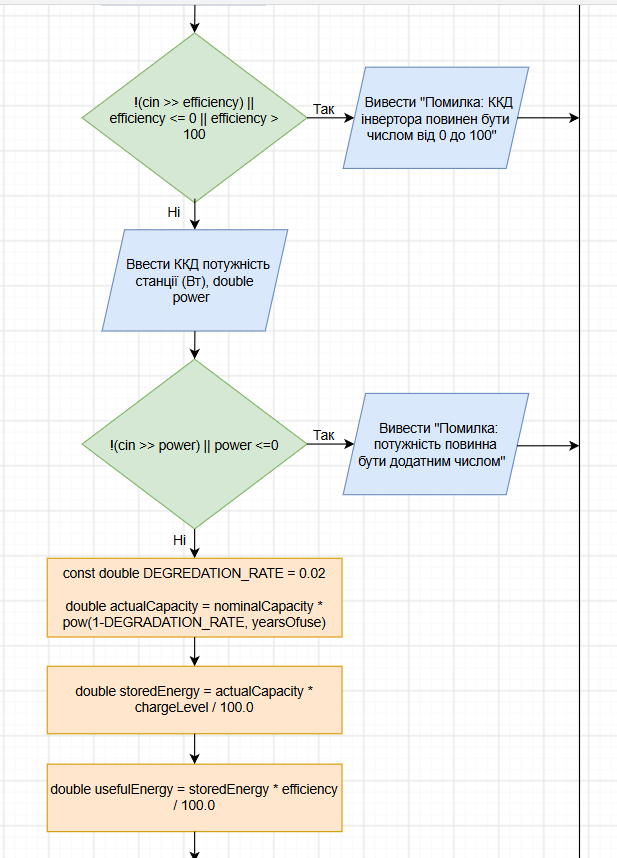 !(cin >> efficiency) ||
efficiency <= 0 || efficiency >
100
Так
Вивести "Помилка: ККД
інвертора повинен бути
числом від 0 до 100"
Ні
Ввести ККД потужність
станції (Вт), double
power
!(cin >> power) || power <=0
Так
Вивести "Помилка:
потужність повинна
бути додатним числом"
Ні
const double DEGREDATION_RATE = 0.02
double actualCapacity = nominalCapacity *
pow(1-DEGRADATION_RATE, yearsOfuse)
double storedEnergy = actualCapacity *
chargeLevel / 100.0
double usefulEnergy = storedEnergy * efficiency
/ 100.0